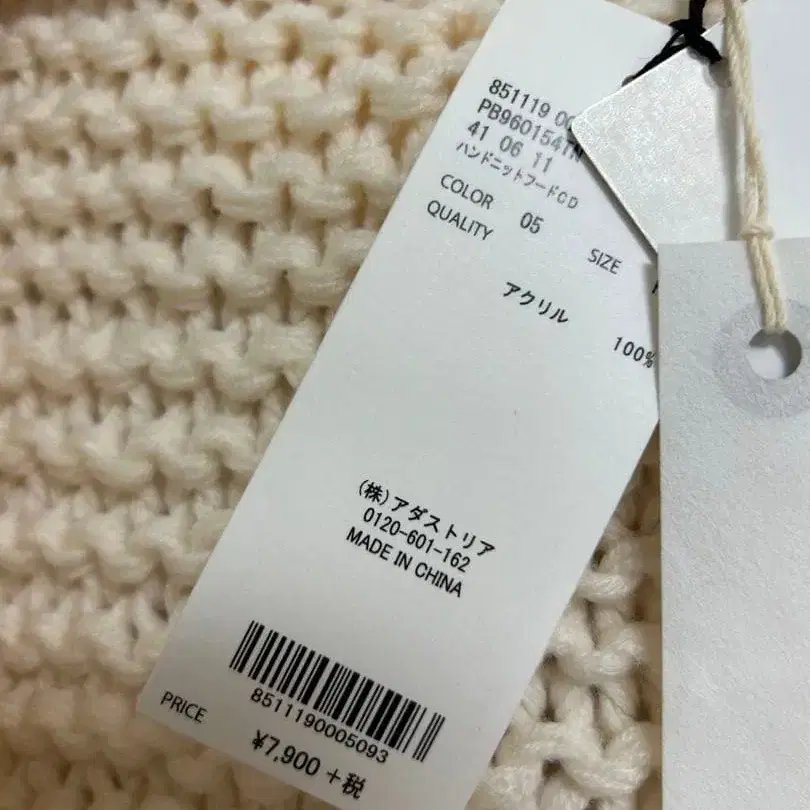 851119 00
PB960154TN
41 06 11
ハンドニットフードCD
COLOR 05 SIZE
QUALITY
アクリル 100%
(株)アダストリア
0120-601-162
MADE IN CHINA
8511190005093
PRICE
¥7,900 +税